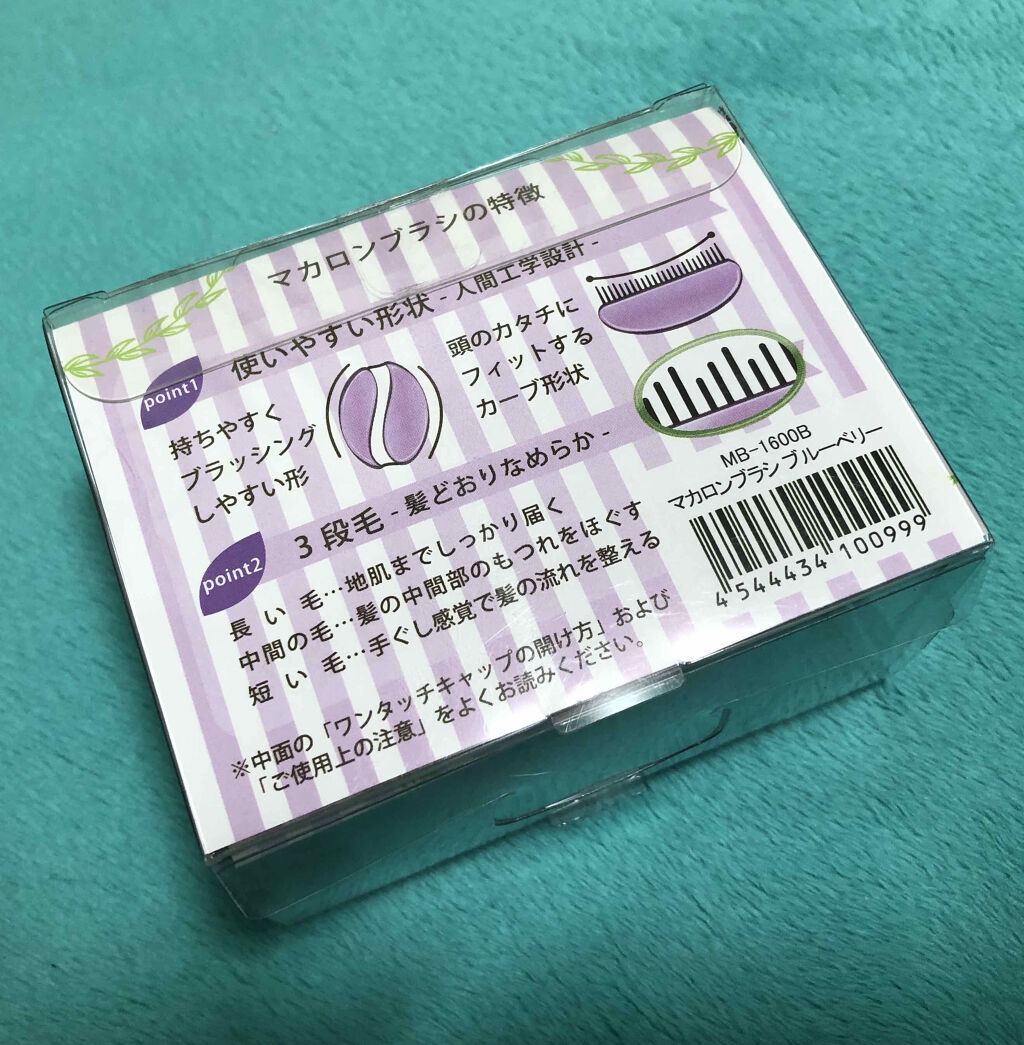 マカロンブラシの特徴
point1
使いやすい形状 - 人間工学設計 -
持ちやすく
ブラッシング
しやすい形
頭のカタチに
フィットする
カーブ形状
point2
3段毛 - 髪どおりなめらか -
長い毛…地肌までしっかり届く
中間の毛…髪の中間部のもつれをほぐす
短い毛…手ぐし感覚で髪の流れを整える
※中面の「ワンタッチキャップの開け方」および
「ご使用上の注意」をよくお読みください。
MB-1600B
マカロンブラシ ブルーベリー
4 544434 100999